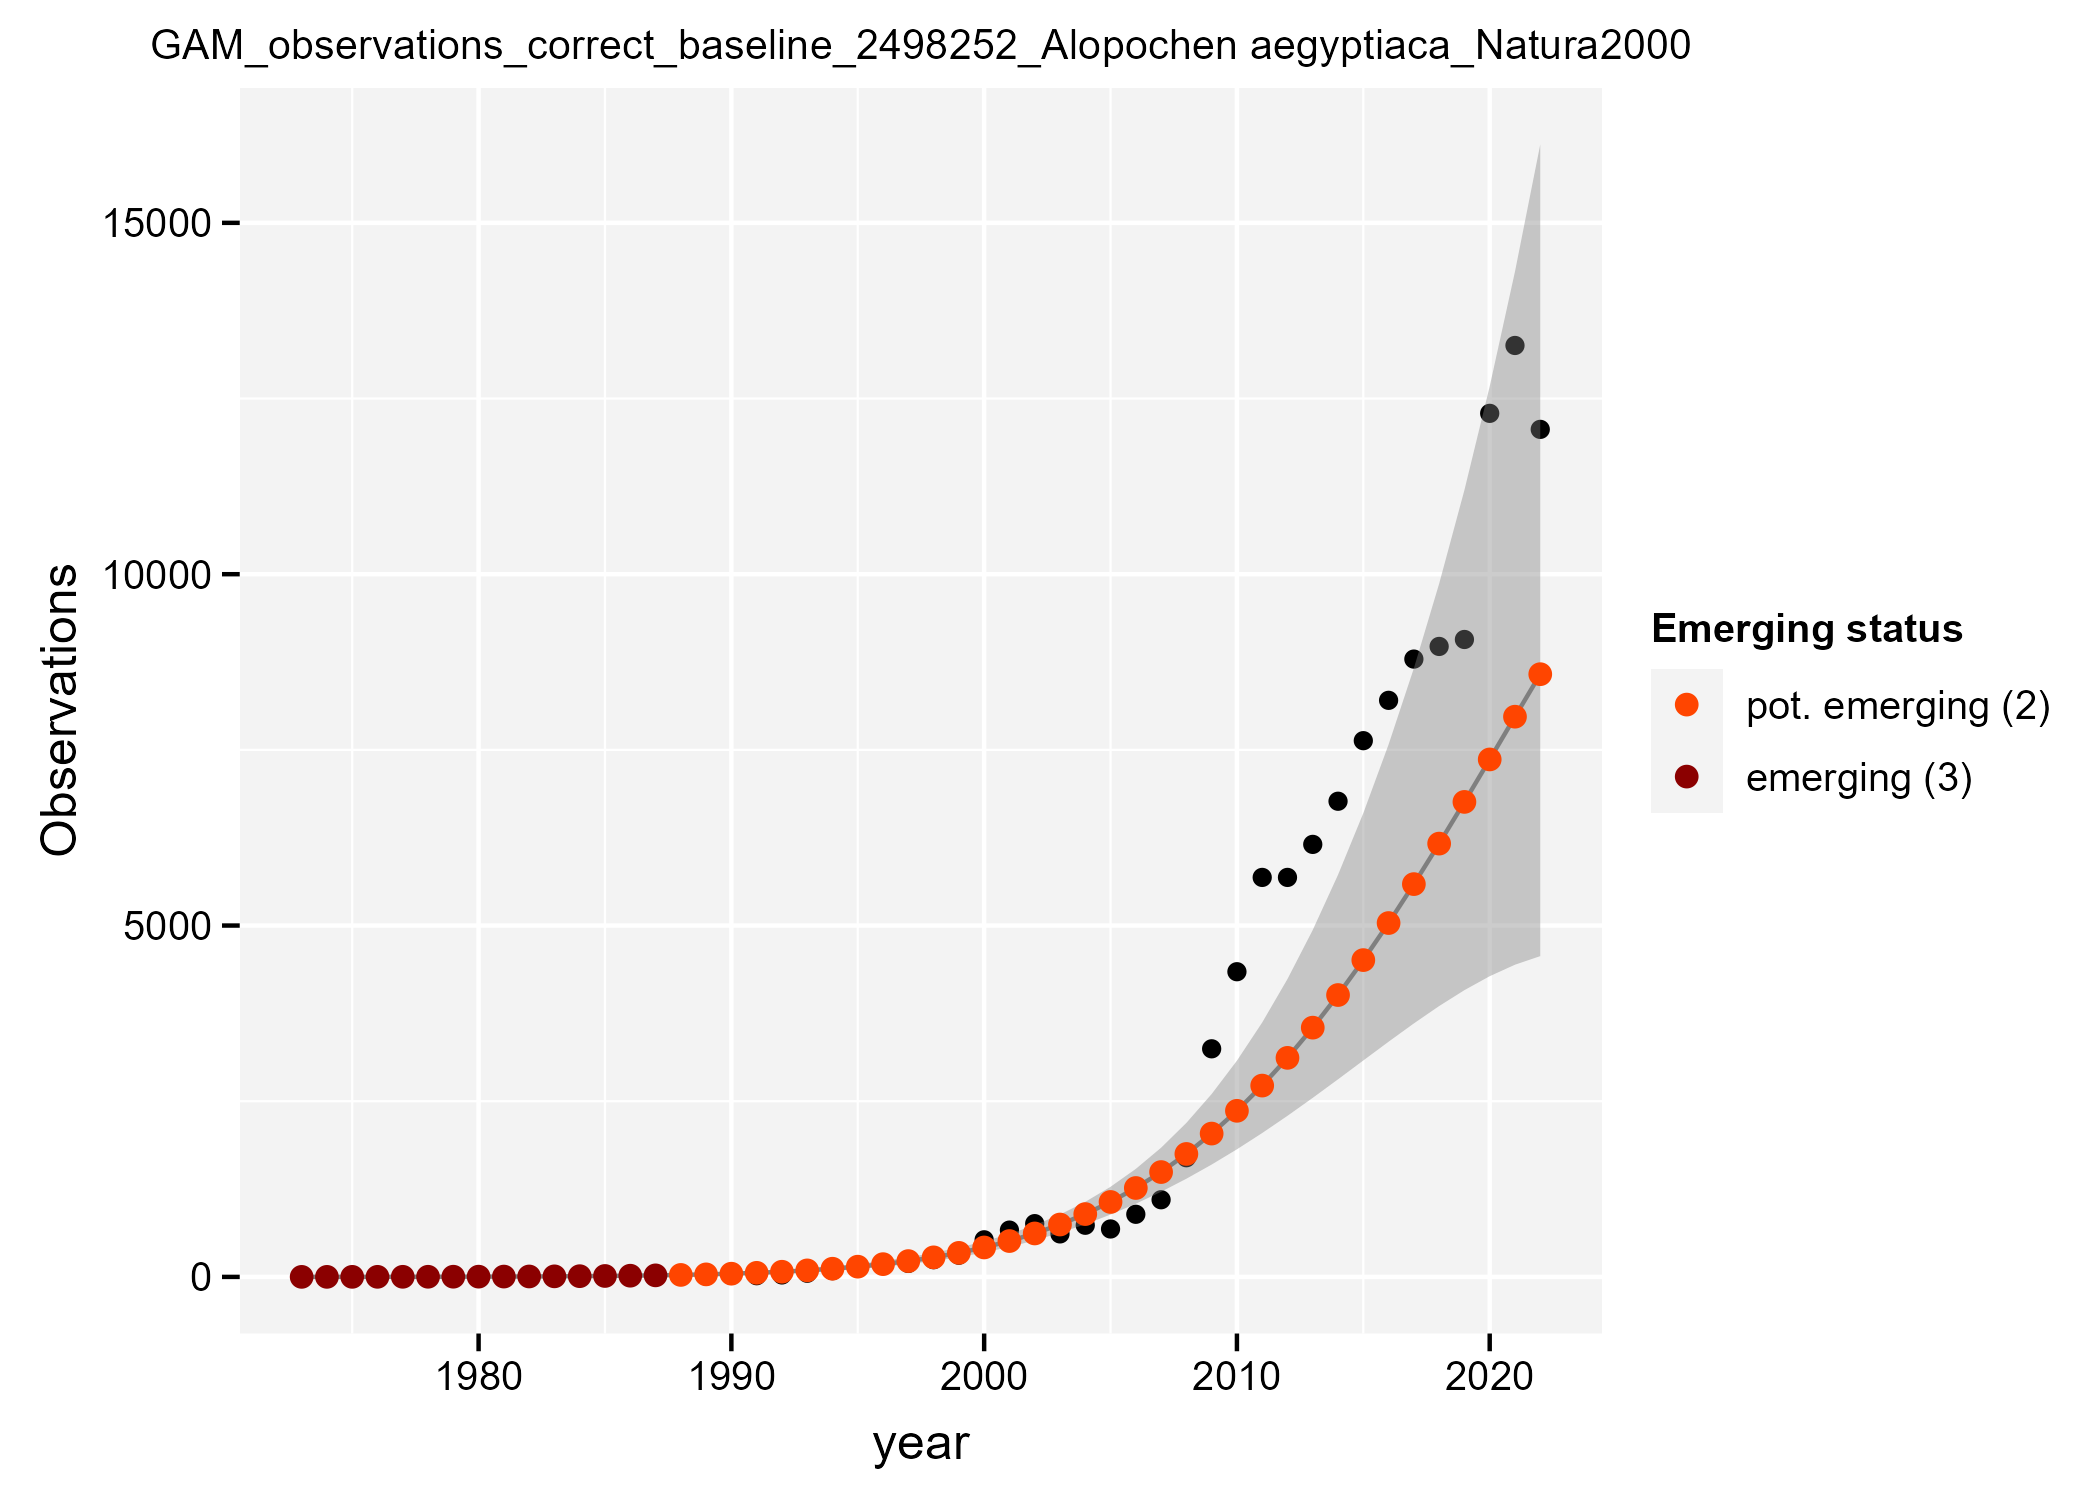 GAM_observations_correct_baseline_2498252_Alopochen aegyptiaca_Natura2000
Observations
15000
10000
5000
0
1980 1990 2000 2010 2020
year
Emerging status
pot. emerging (2)
emerging (3)